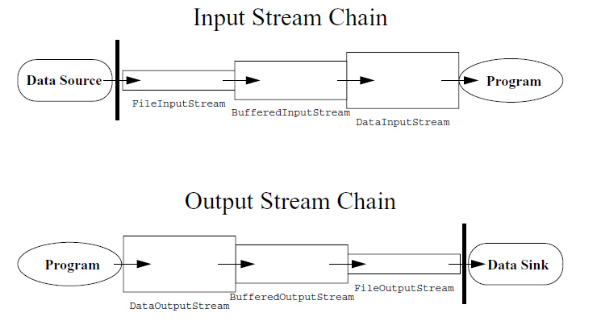 Input Stream Chain
Data Source
Program
FileInputStream
BufferedInputStream
DataInputStream
Output Stream Chain
Program
Data Sink
FileOutputStream
BufferedOutputStream
DataOutputStream